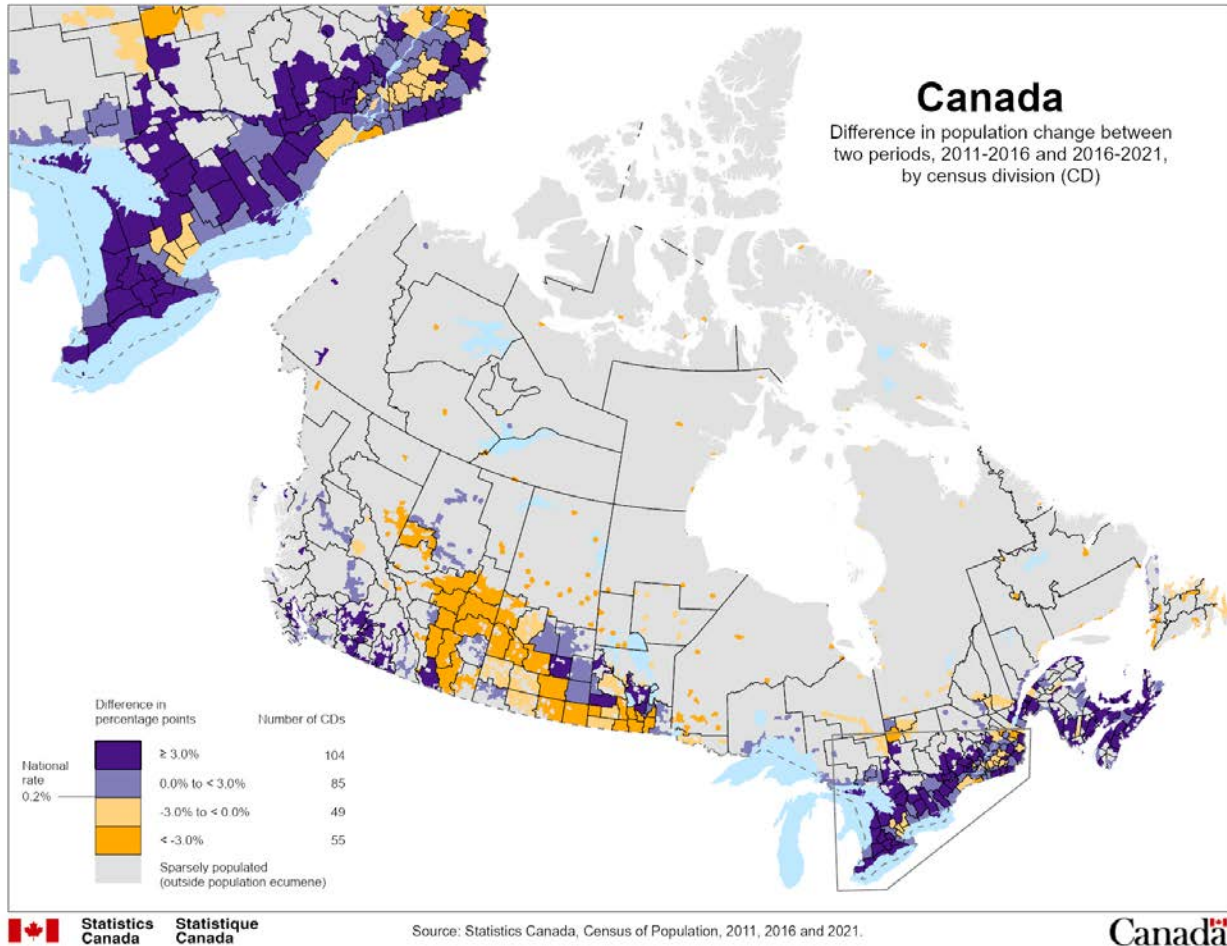 Canada
Difference in population change between
two periods, 2011-2016 and 2016-2021,
by census division (CD)
Difference in
percentage points
Number of CDs
≥ 3.0%
104
National
rate
0.2%
0.0% to < 3.0%
85
-3.0% to < 0.0%
49
< -3.0%
55
Sparsely populated
(outside population ecumene)
Statistics
Canada
Statistique
Canada
Source: Statistics Canada, Census of Population, 2011, 2016 and 2021.
Canada